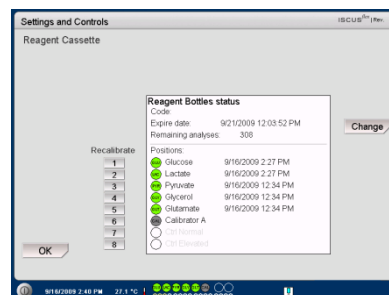 Settings and Controls
ISCUSflex | Rev.
Reagent Cassette
Reagent Bottles status
Code:
Expire date: 9/21/2009 12:03:52 PM
Remaining analyses: 308
Change
Recalibrate
Positions:
1 Glucose 9/16/2009 2:27 PM
2 Lactate 9/16/2009 2:27 PM
3 Pyruvate 9/16/2009 12:34 PM
4 Glycerol 9/16/2009 12:34 PM
5 Glutamate 9/16/2009 12:34 PM
6 Calibrator A
7 Ctrl Normal
8 Ctrl Elevated
OK
9/16/2009 2:40 PM 27.1 °C